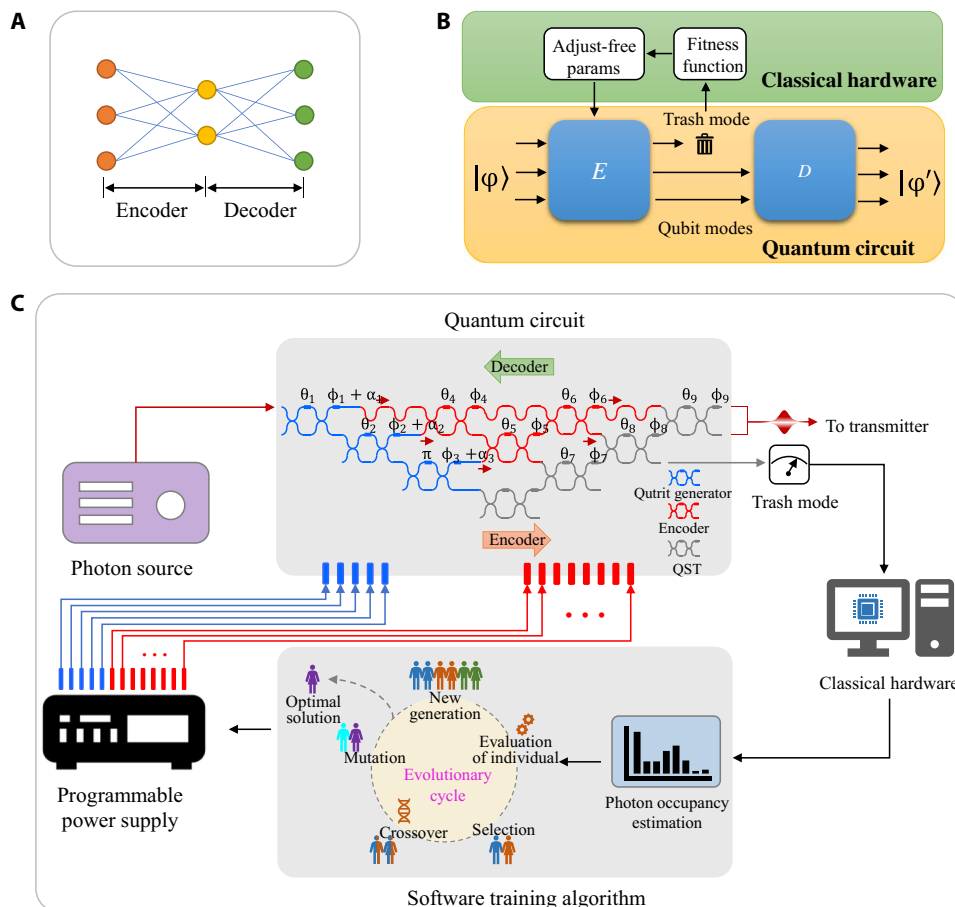 A
Encoder
Decoder
B
Adjust-free
params
Fitness
function
Classical hardware
Trash mode
|φ⟩
E
D
|φ′⟩
Qubit modes
Quantum circuit
C
Quantum circuit
Decoder
θ1 ϕ1 + α1 θ4 ϕ4 θ6 ϕ6 θ9 ϕ9
θ2 ϕ2 + α2 θ5 ϕ5 θ8 ϕ8
π ϕ3 +α3 θ7 ϕ7
To transmitter
Qutrit generator
Encoder
QST
Trash mode
Encoder
Photon source
Classical hardware
Programmable
power supply
Optimal
solution
New
generation
Mutation
Evaluation
of individual
Evolutionary
cycle
Crossover
Selection
Photon occupancy
estimation
Software training algorithm